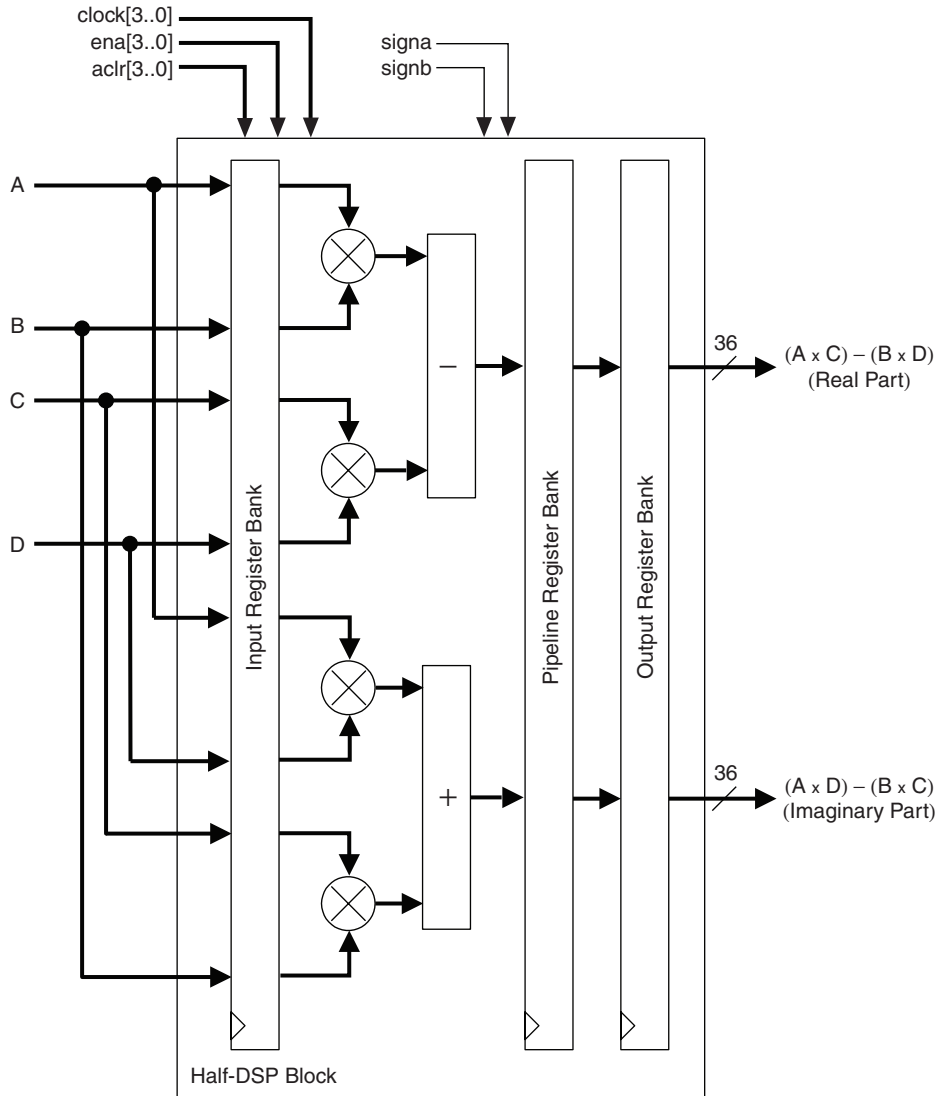 clock[3..0]
ena[3..0]
aclr[3..0]
signa
signb
A
B
C
D
Input Register Bank
Pipeline Register Bank
Output Register Bank
−
+
36
(A x C) – (B x D)
(Real Part)
36
(A x D) – (B x C)
(Imaginary Part)
Half-DSP Block